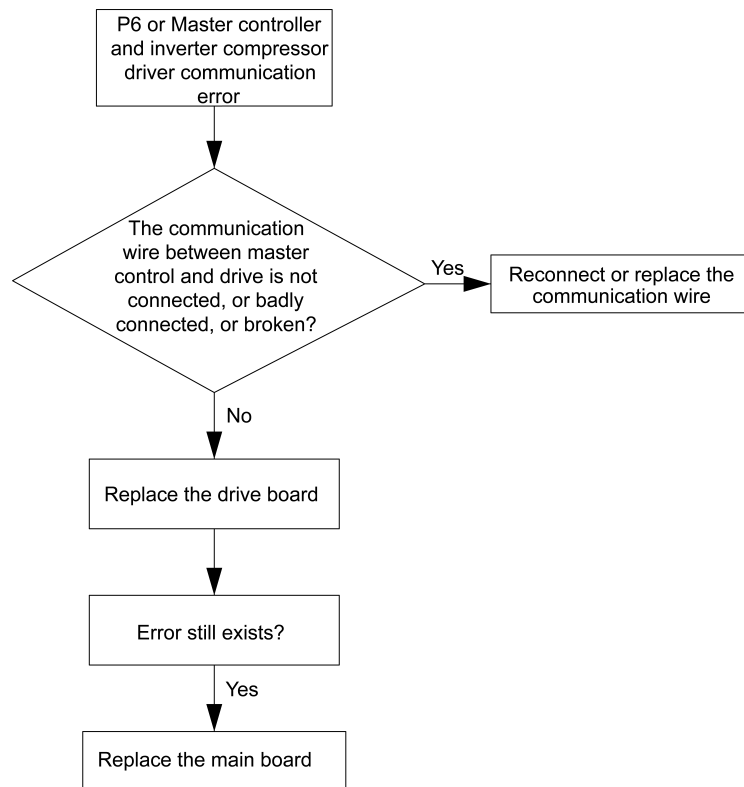 P6 or Master controller
and inverter compressor
driver communication
error
The communication
wire between master
control and drive is not
connected, or badly
connected, or broken?
Yes
Reconnect or replace the
communication wire
No
Replace the drive board
Error still exists?
Yes
Replace the main board